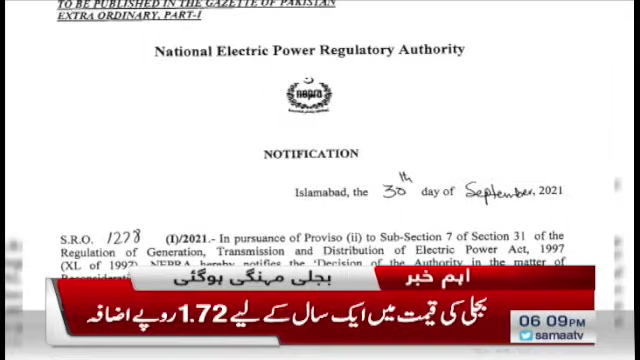 TO BE PUBLISHED IN THE GAZETTE OF PAKISTAN
EXTRA ORDINARY, PART-I
National Electric Power Regulatory Authority
nepra
NOTIFICATION
Islamabad, the 30th day of September, 2021
S.R.O. 1278 (I)/2021.- In pursuance of Proviso (ii) to Sub-Section 7 of Section 31 of the
Regulation of Generation, Transmission and Distribution of Electric Power Act, 1997
(XL of 1997), NEPRA hereby notifies the 'Decision of the Authority in the matter of
بجلی مہنگی ہوگئی
اہم خبر
بجلی کی قیمت میں ایک سال کے لیے 1.72 روپے اضافہ
06 09PM
samaatv